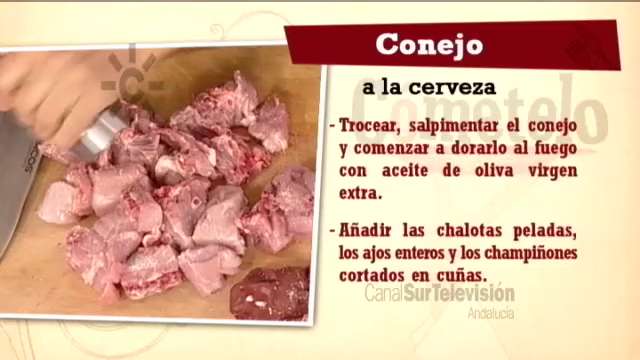 Conejo
a la cerveza
Cómetelo
- Trocear, salpimentar el conejo
y comenzar a dorarlo al fuego
con aceite de oliva virgen
extra.
- Añadir las chalotas peladas,
los ajos enteros y los champiñones
cortados en cuñas.
CanalSurTelevisión
Andalucía